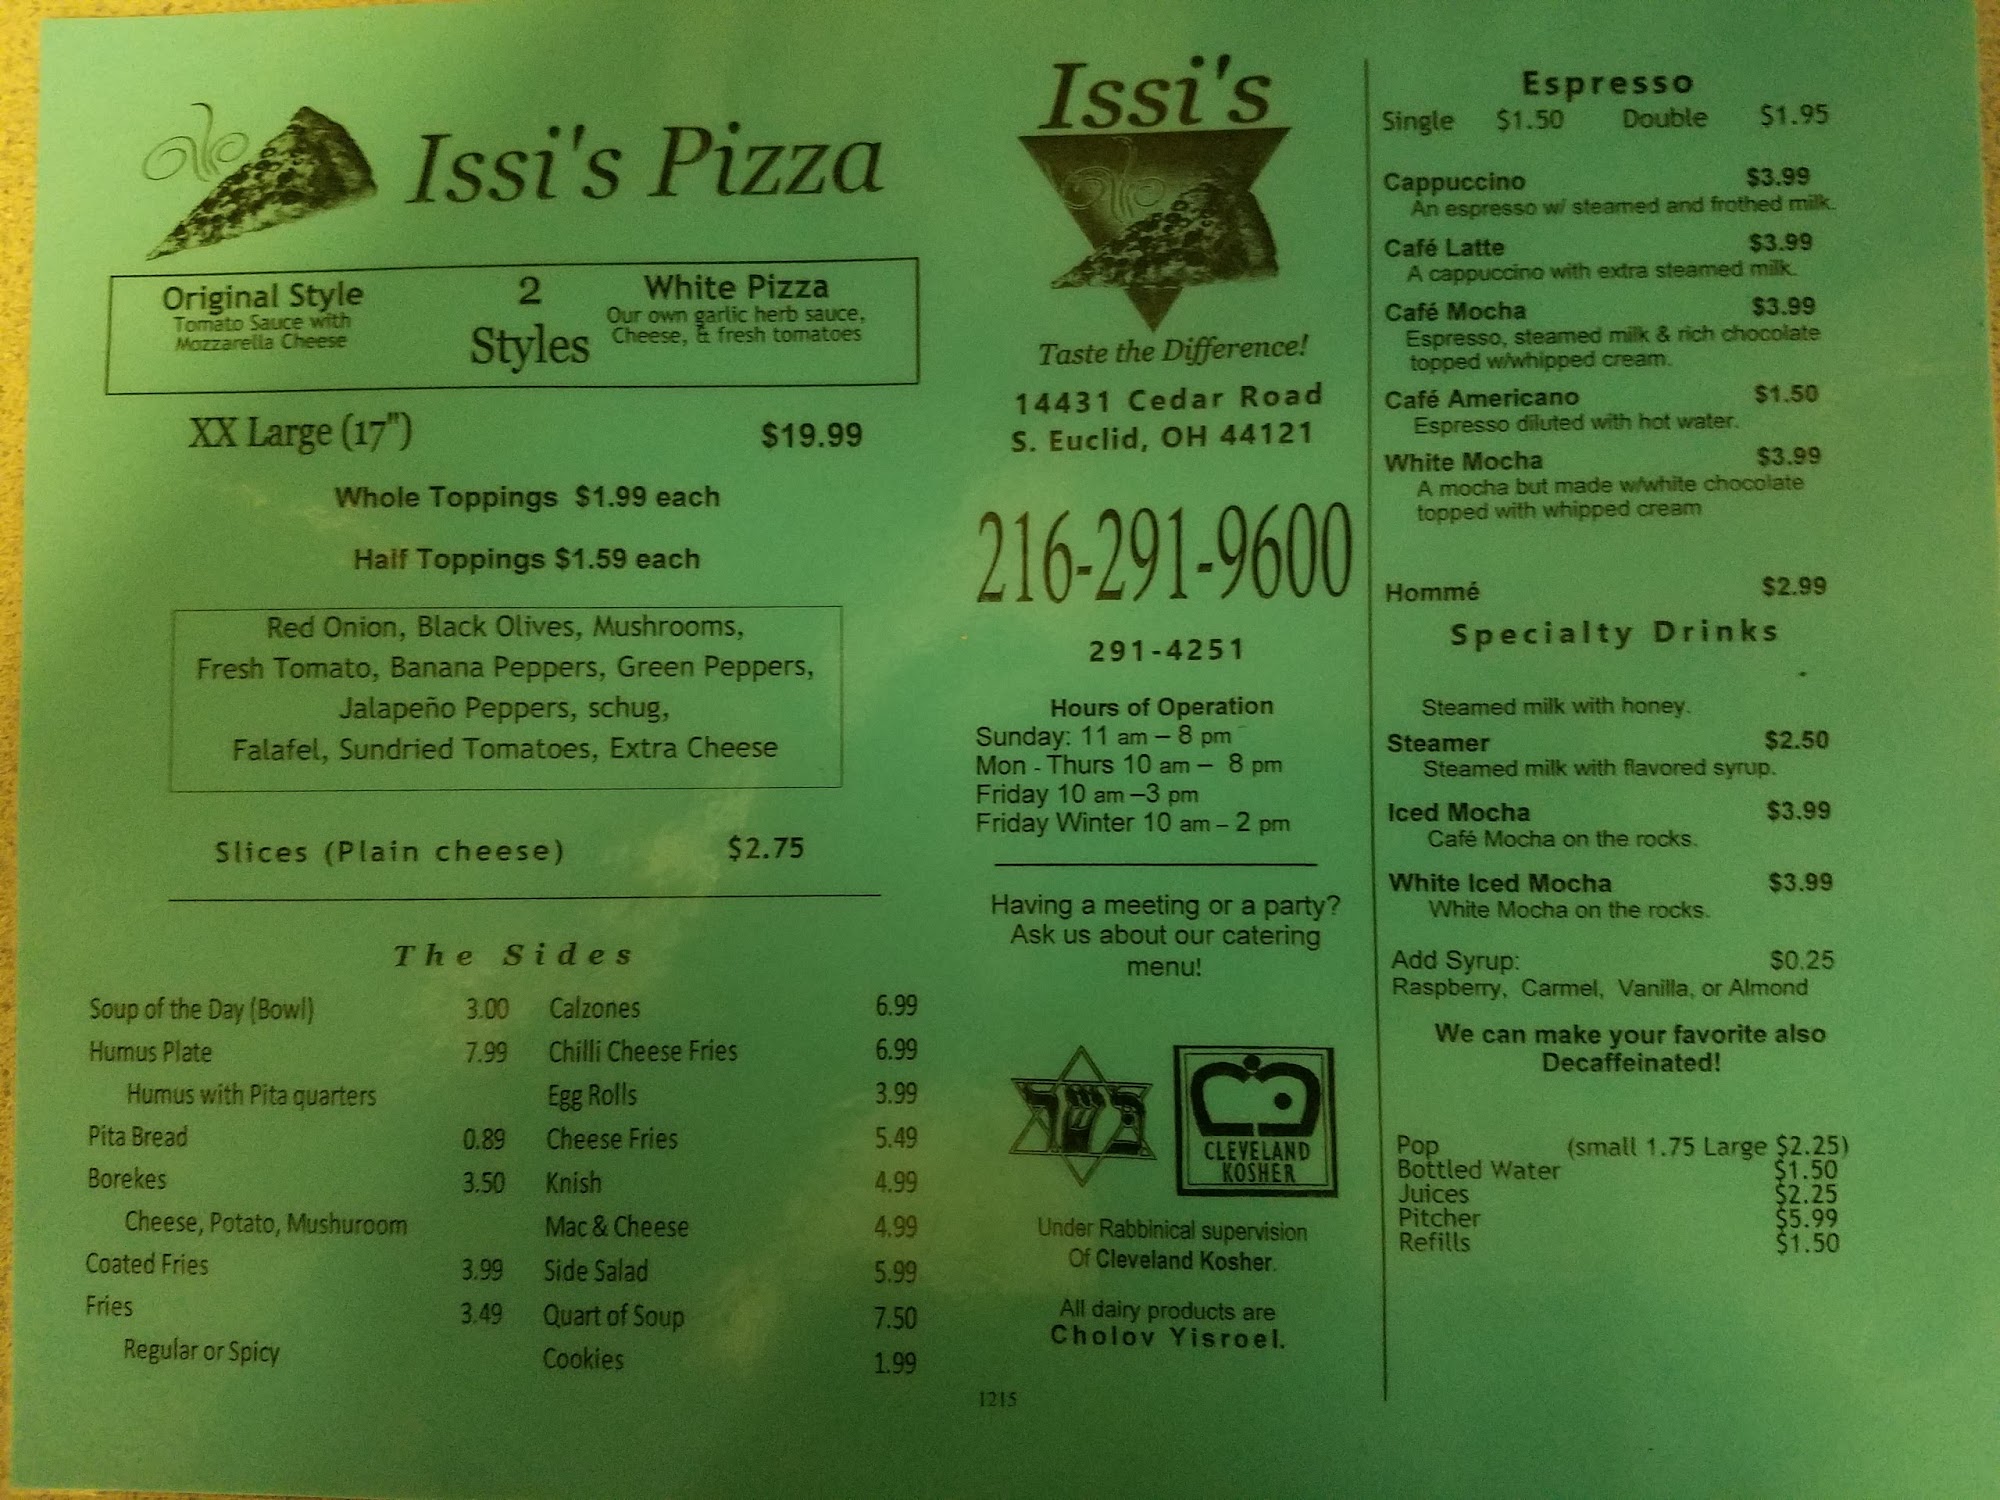 Issi's Pizza
Original Style
Tomato Sauce with
Mozzarella Cheese
2
Styles
White Pizza
Our own garlic herb sauce,
Cheese, & fresh tomatoes
XX Large (17") $19.99
Whole Toppings $1.99 each
Half Toppings $1.59 each
Red Onion, Black Olives, Mushrooms,
Fresh Tomato, Banana Peppers, Green Peppers,
Jalapeño Peppers, schug,
Falafel, Sundried Tomatoes, Extra Cheese
Slices (Plain cheese) $2.75
The Sides
Soup of the Day (Bowl) 3.00
Humus Plate 7.99
Humus with Pita quarters
Pita Bread 0.89
Borekes 3.50
Cheese, Potato, Mushuroom
Coated Fries 3.99
Fries 3.49
Regular or Spicy
Calzones 6.99
Chilli Cheese Fries 6.99
Egg Rolls 3.99
Cheese Fries 5.49
Knish 4.99
Mac & Cheese 4.99
Side Salad 5.99
Quart of Soup 7.50
Cookies 1.99
Issi's
Taste the Difference!
14431 Cedar Road
S. Euclid, OH 44121
216-291-9600
291-4251
Hours of Operation
Sunday: 11 am – 8 pm
Mon - Thurs 10 am – 8 pm
Friday 10 am –3 pm
Friday Winter 10 am – 2 pm
Having a meeting or a party?
Ask us about our catering
menu!
כשר
CLEVELAND
KOSHER
Under Rabbinical supervision
Of Cleveland Kosher.
All dairy products are
Cholov Yisroel.
1215
Espresso
Single $1.50 Double $1.95
Cappuccino $3.99
An espresso w/ steamed and frothed milk.
Café Latte $3.99
A cappuccino with extra steamed milk.
Café Mocha $3.99
Espresso, steamed milk & rich chocolate
topped w/whipped cream.
Café Americano $1.50
Espresso diluted with hot water.
White Mocha $3.99
A mocha but made w/white chocolate
topped with whipped cream
Hommé $2.99
Specialty Drinks
Steamed milk with honey.
Steamer $2.50
Steamed milk with flavored syrup.
Iced Mocha $3.99
Café Mocha on the rocks.
White Iced Mocha $3.99
White Mocha on the rocks.
Add Syrup: $0.25
Raspberry, Carmel, Vanilla, or Almond
We can make your favorite also
Decaffeinated!
Pop (small 1.75 Large $2.25)
Bottled Water $1.50
Juices $2.25
Pitcher $5.99
Refills $1.50